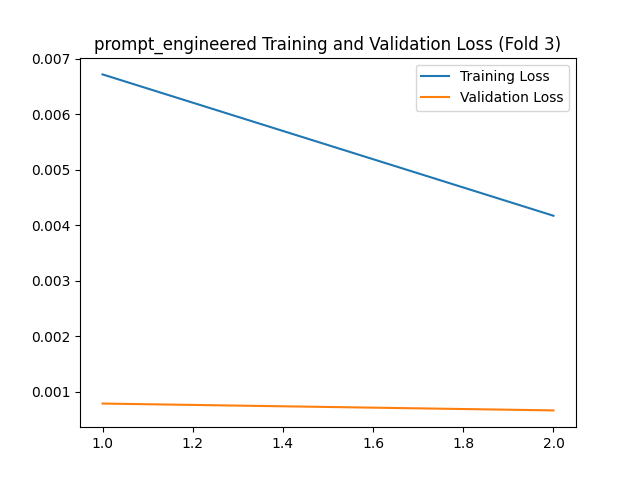 prompt_engineered Training and Validation Loss (Fold 3)
Training Loss
Validation Loss
0.007
0.006
0.005
0.004
0.003
0.002
0.001
1.0 1.2 1.4 1.6 1.8 2.0